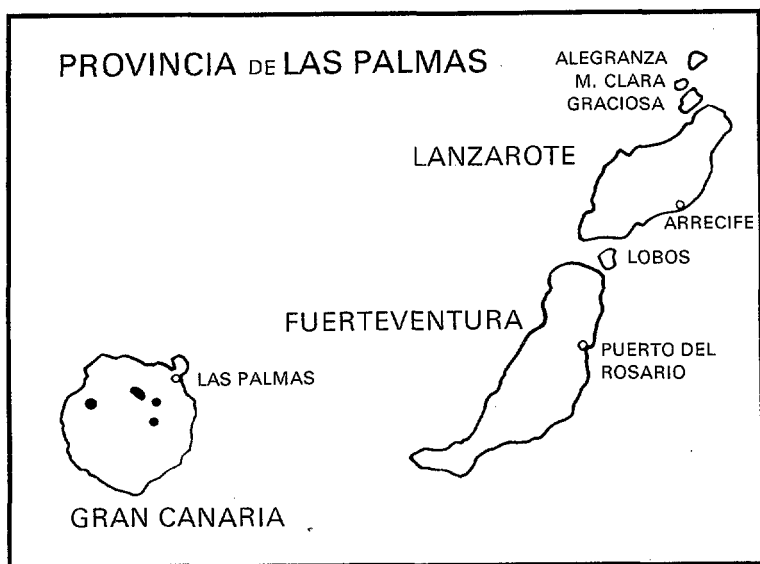 PROVINCIA DE LAS PALMAS
ALEGRANZA
M. CLARA
GRACIOSA
LANZAROTE
ARRECIFE
LOBOS
FUERTEVENTURA
PUERTO DEL
ROSARIO
LAS PALMAS
GRAN CANARIA